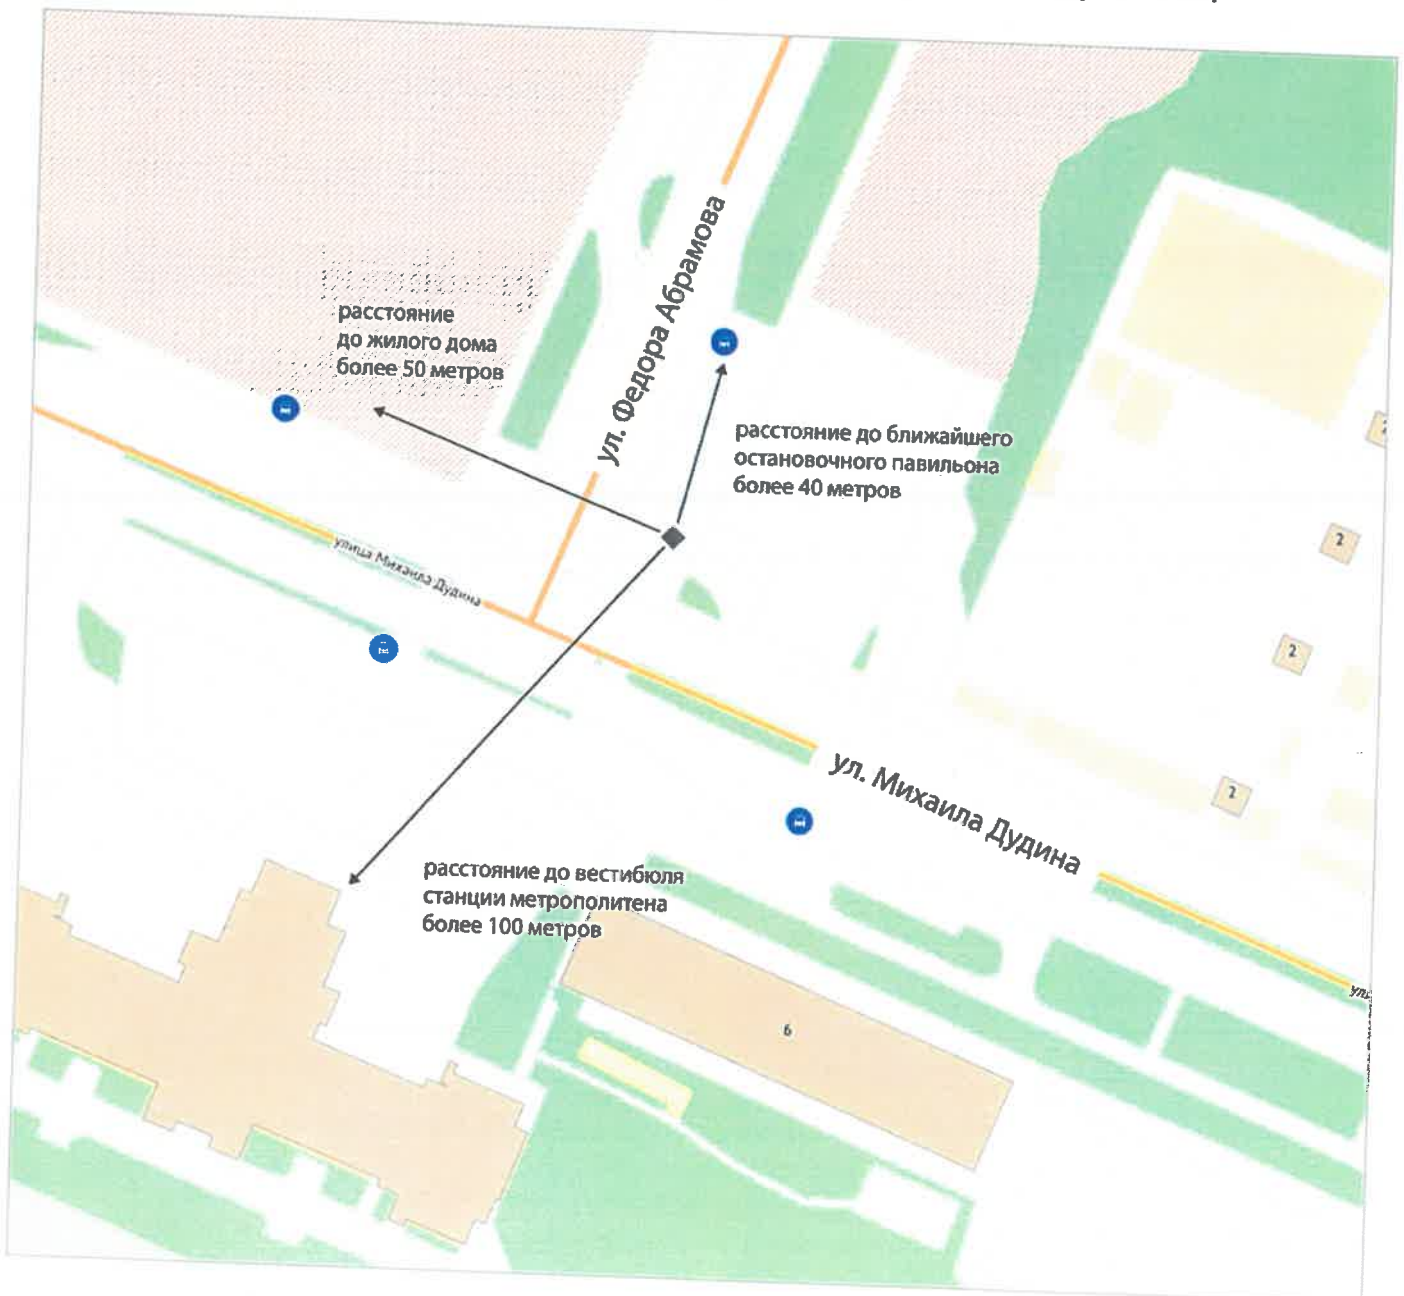 ул. Федора Абрамова
расстояние
до жилого дома
более 50 метров
расстояние до ближайшего
остановочного павильона
более 40 метров
2
2
улица Михаила Дудина
2
2
ул. Михаила Дудина
расстояние до вестибюля
станции метрополитена
более 100 метров
ули
6